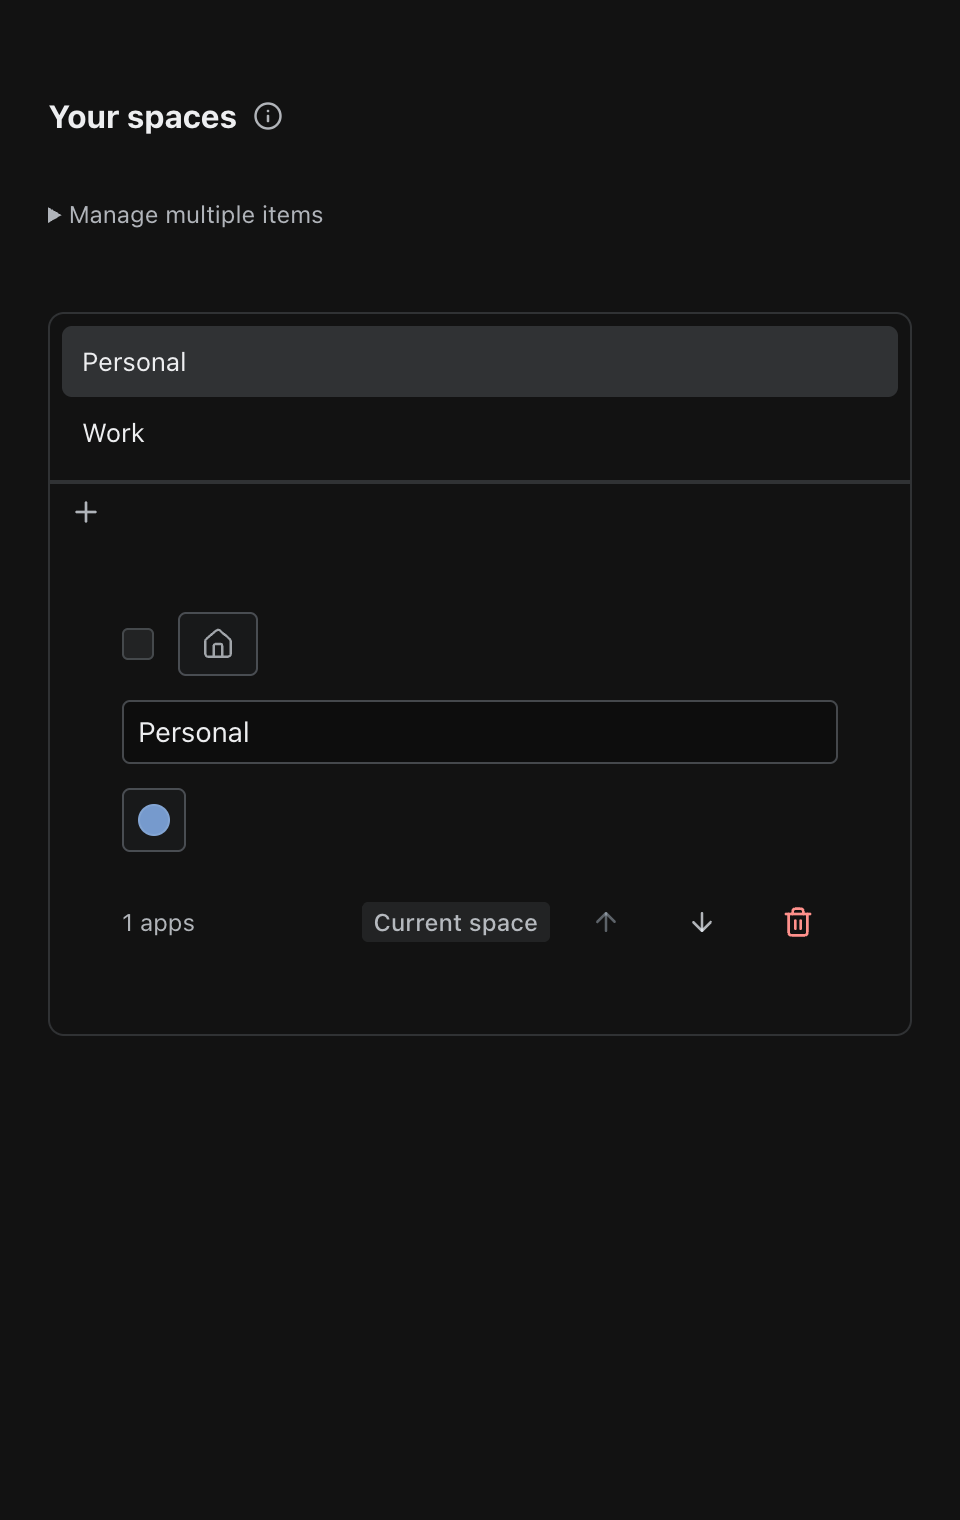 Your spaces
Manage multiple items
Personal
Work
Personal
1 apps Current space